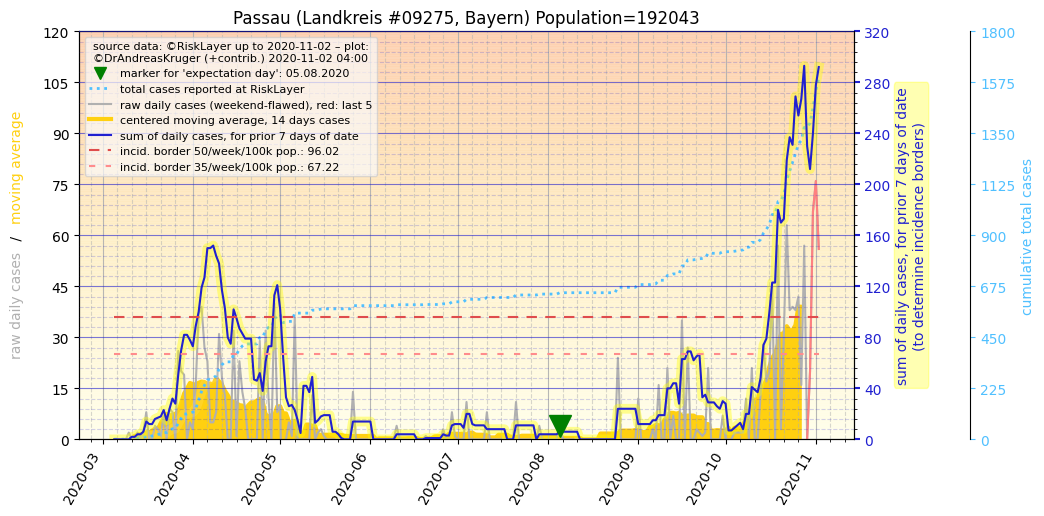 Passau (Landkreis #09275, Bayern) Population=192043
source data: ©RiskLayer up to 2020-11-02 – plot:
©DrAndreasKruger (+contrib.) 2020-11-02 04:00
marker for 'expectation day': 05.08.2020
total cases reported at RiskLayer
raw daily cases (weekend-flawed), red: last 5
centered moving average, 14 days cases
sum of daily cases, for prior 7 days of date
incid. border 50/week/100k pop.: 96.02
incid. border 35/week/100k pop.: 67.22
raw daily cases / moving average
120
105
90
75
60
45
30
15
0
2020-03
2020-04
2020-05
2020-06
2020-07
2020-08
2020-09
2020-10
2020-11
320
280
240
200
160
120
80
40
0
sum of daily cases, for prior 7 days of date
(to determine incidence borders)
1800
1575
1350
1125
900
675
450
225
0
cumulative total cases